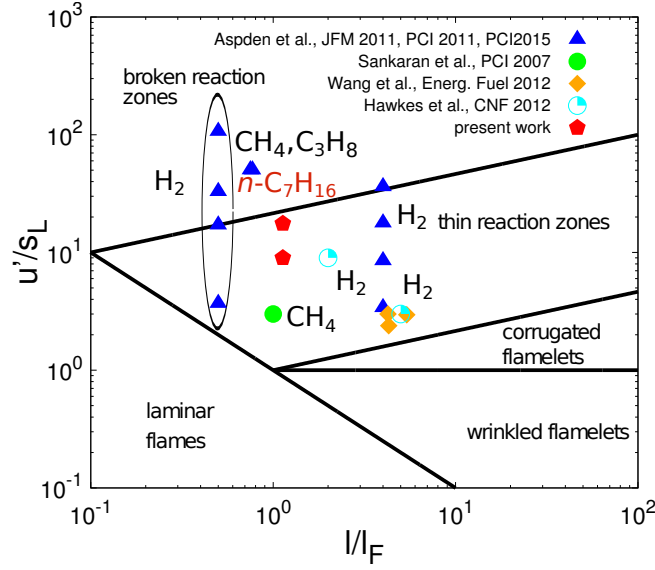 Aspden et al., JFM 2011, PCI 2011, PCI2015
Sankaran et al., PCI 2007
Wang et al., Energ. Fuel 2012
Hawkes et al., CNF 2012
present work
broken reaction
zones
CH₄,C₃H₈
H₂
n-C₇H₁₆
H₂
thin reaction zones
H₂
H₂
CH₄
corrugated
flamelets
laminar
flames
wrinkled flamelets
10³
10²
10¹
10⁰
10⁻¹
u'/s_L
10⁻¹
10⁰
10¹
10²
l/l_F